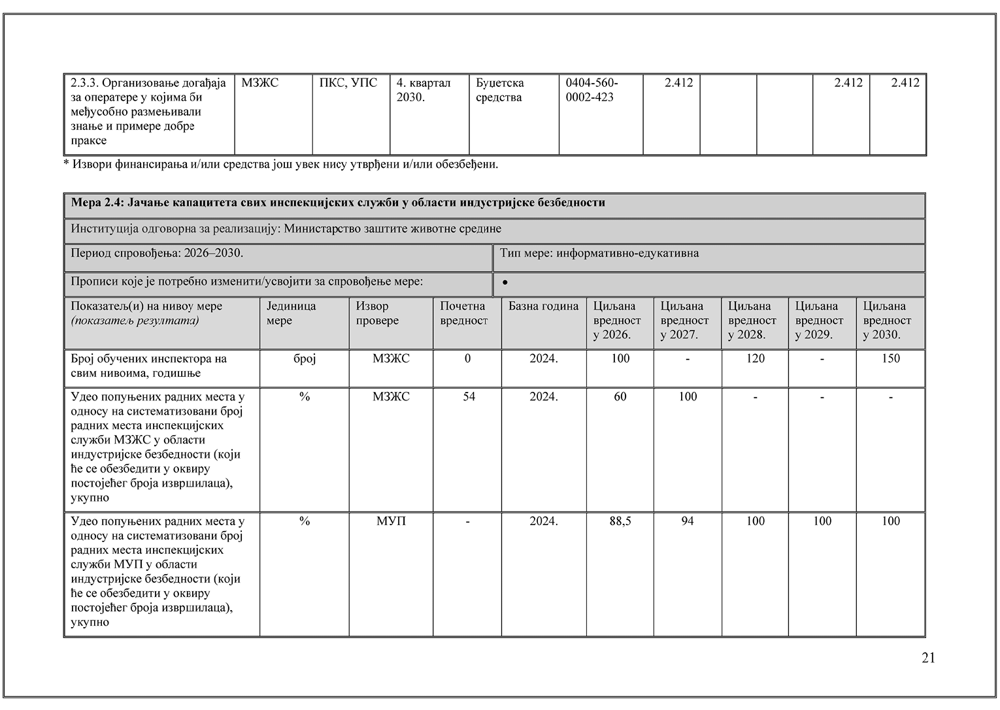 2.3.3. Организовање догађаја
за оператере у којима би
међусобно размењивали
знање и примере добре
праксе
МЗЖС
ПКС, УПС
4. квартал
2030.
Буџетска
средства
0404-560-
0002-423
2.412
2.412
2.412
* Извори финансирања и/или средства још увек нису утврђени и/или обезбеђени.
Мера 2.4: Јачање капацитета свих инспекцијских служби у области индустријске безбедности
Институција одговорна за реализацију: Министарство заштите животне средине
Период спровођења: 2026–2030.
Тип мере: информативно-едукативна
Прописи које је потребно изменити/усвојити за спровођење мере:
•
Показатељ(и) на нивоу мере
(показатељ резултата)
Јединица
мере
Извор
провере
Почетна
вредност
Базна година
Циљана
вредност
у 2026.
Циљана
вредност
у 2027.
Циљана
вредност
у 2028.
Циљана
вредност
у 2029.
Циљана
вредност
у 2030.
Број обучених инспектора на
свим нивоима, годишње
број
МЗЖС
0
2024.
100
-
120
-
150
Удео попуњених радних места у
односу на систематизовани број
радних места инспекцијских
служби МЗЖС у области
индустријске безбедности (који
ће се обезбедити у оквиру
постојећег броја извршилаца),
укупно
%
МЗЖС
54
2024.
60
100
-
-
-
Удео попуњених радних места у
односу на систематизовани број
радних места инспекцијских
служби МУП у области
индустријске безбедности (који
ће се обезбедити у оквиру
постојећег броја извршилаца),
укупно
%
МУП
-
2024.
88,5
94
100
100
100
21